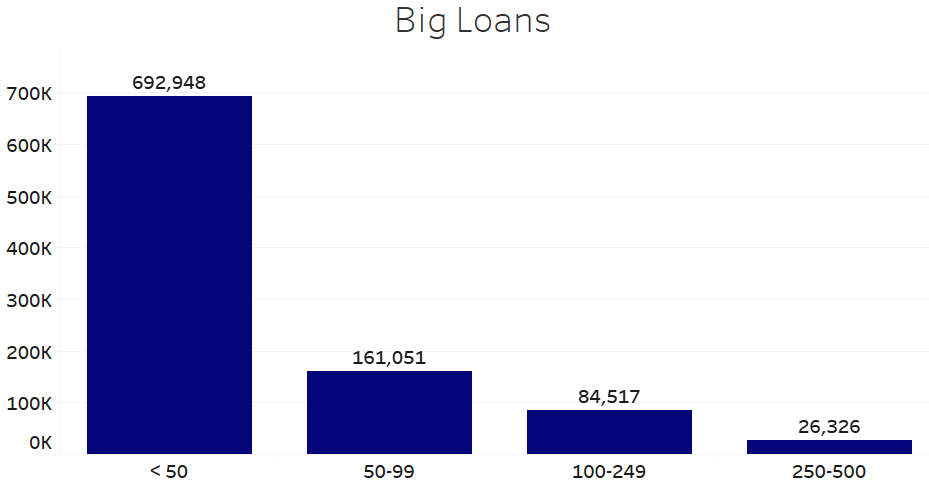 Big Loans
692,948
700K
600K
500K
400K
300K
161,051
200K
84,517
100K
26,326
0K
< 50 50-99 100-249 250-500